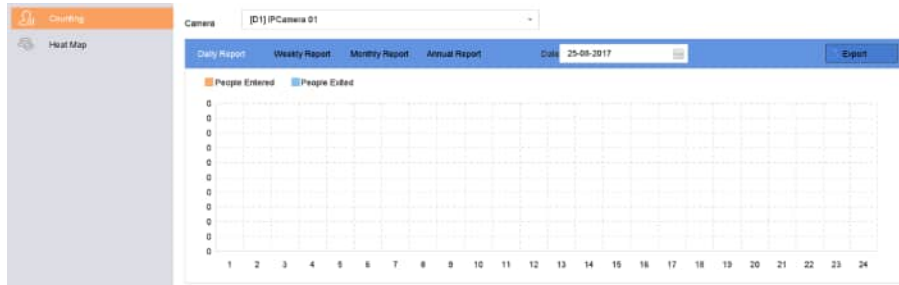 Counting
Heat Map
Camera [D1] IPCamera 01
Daily Report Weekly Report Monthly Report Annual Report Date 25-08-2017 Export
People Entered People Exited
0
0
0
0
0
0
0
0
0
0
0
1 2 3 4 5 6 7 8 9 10 11 12 13 14 15 16 17 18 19 20 21 22 23 24